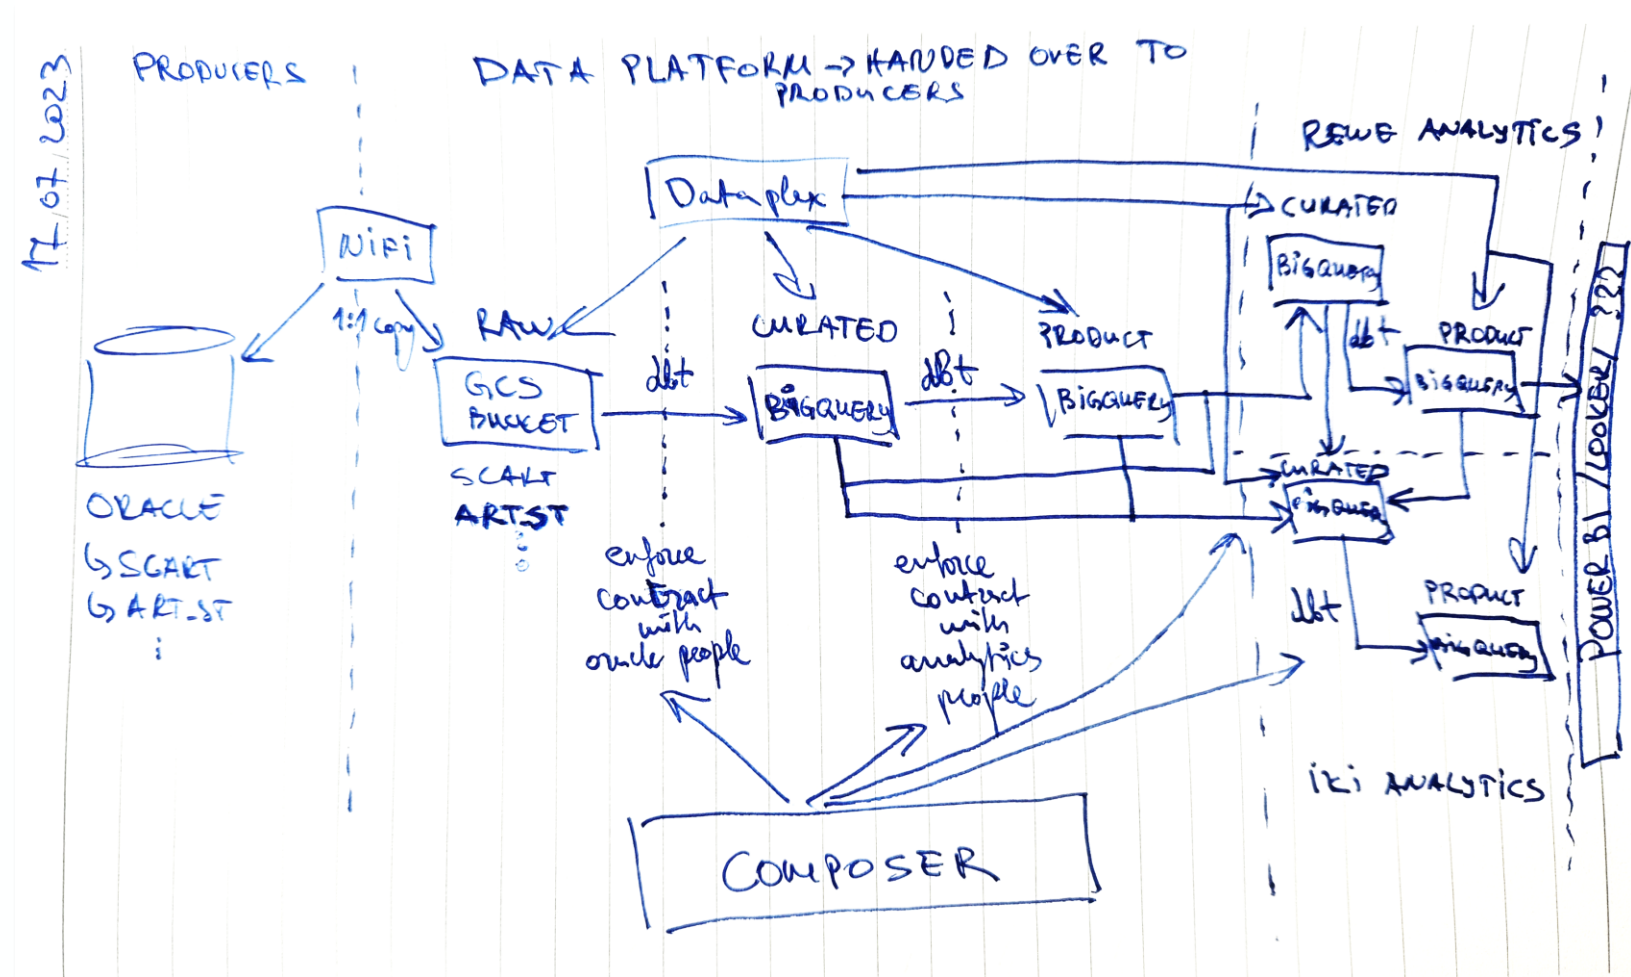 17/07/2023
PRODUCERS
DATA PLATFORM -> HANDED OVER TO
PRODUCERS
REWE ANALYTICS
Dataplex
CURATED
NiFi
BIGQUERY
1:1 copy
RAW
CURATED
PRODUCT
dbt
PRODUCT
GCS
BUCKET
dbt
BIGQUERY
dBt
BIGQUERY
BIGQUERY
POWER BI / LOOKER / ???
SCART
ART_ST
CURATED
BIGQUERY
ORACLE
↳ SCART
↳ ART_ST
enforce
contract
with
oracle people
enforce
contract
with
analytics
people
dbt
PRODUCT
BIGQUERY
iki ANALYTICS
COMPOSER